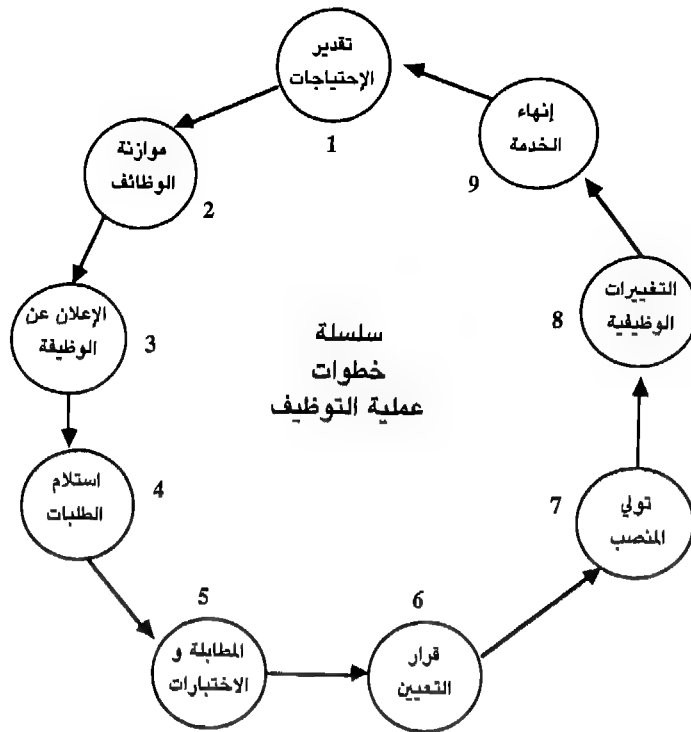 سلسلة
خطوات
عملية التوظيف
تقدير
الإحتياجات
1
موازنة
الوظائف
2
الإعلان عن
الوظيفة
3
استلام
الطلبات
4
المطابلة و
الاختبارات
5
قرار
التعيين
6
تولي
المنصب
7
التغييرات
الوظيفية
8
إنهاء
الخدمة
9